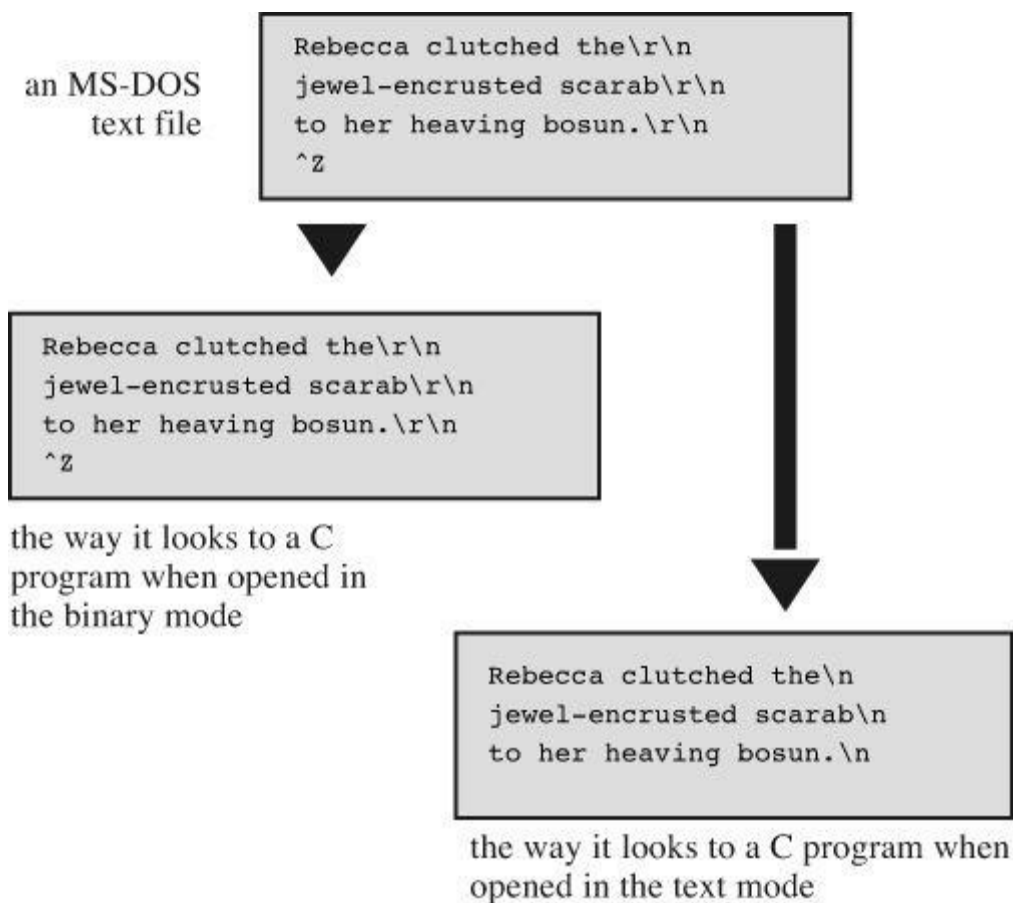 an MS-DOS
text file
Rebecca clutched the\r\n
jewel-encrusted scarab\r\n
to her heaving bosun.\r\n
^Z
Rebecca clutched the\r\n
jewel-encrusted scarab\r\n
to her heaving bosun.\r\n
^Z
the way it looks to a C
program when opened in
the binary mode
Rebecca clutched the\n
jewel-encrusted scarab\n
to her heaving bosun.\n
the way it looks to a C program when
opened in the text mode